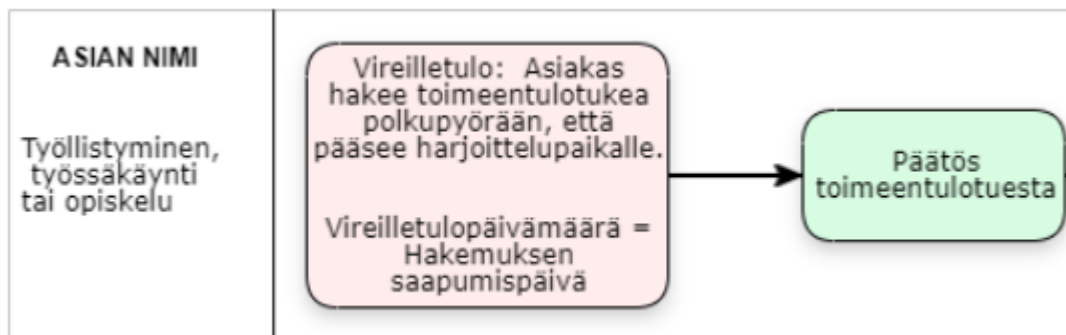 ASIAN NIMI
Työllistyminen,
työssäkäynti
tai opiskelu
Vireilletulo: Asiakas
hakee toimeentulotukea
polkupyörään, että
pääsee harjoittelupaikalle.
Vireilletulopäivämäärä =
Hakemuksen
saapumispäivä
Päätös
toimeentulotuesta